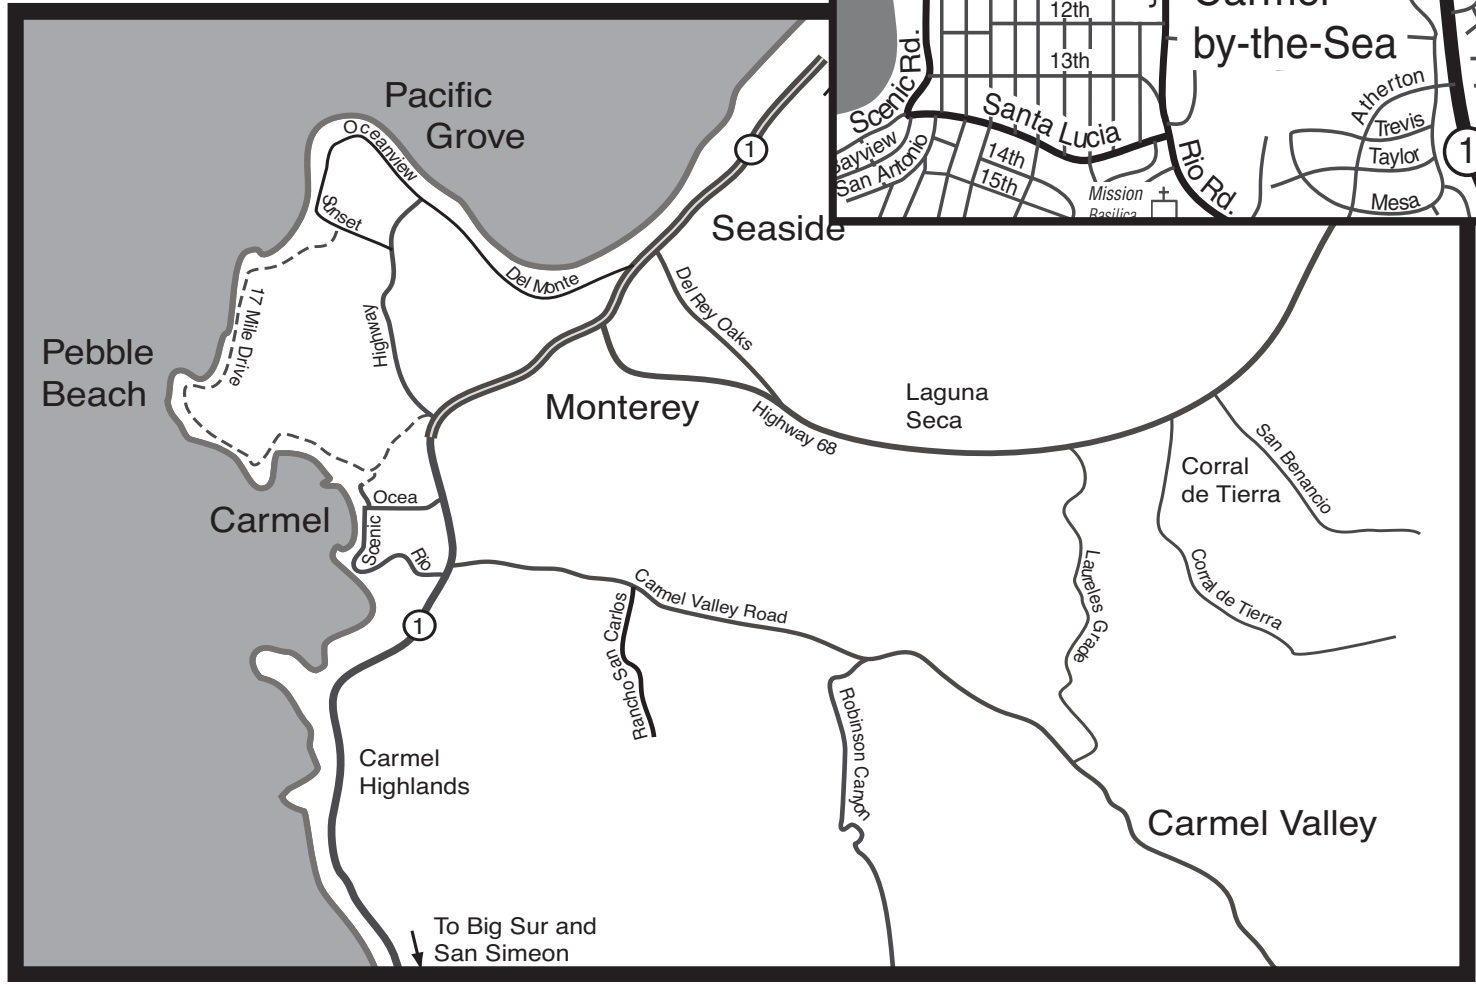 Carmel
by-the-Sea
12th
13th
Scenic Rd.
Santa Lucia
Bayview
San Antonio
14th
15th
Mission
Basilica
Rio Rd.
Atherton
Trevis
Taylor
Mesa
1
Pacific
Grove
Oceanview
Sunset
1
Seaside
Del Monte
Del Rey Oaks
17 Mile Drive
Highway
Pebble
Beach
Monterey
Highway 68
Laguna
Seca
Corral
de Tierra
San Benancio
Carmel
Ocea
Scenic
Rio
Carmel Valley Road
Laureles Grade
Corral de Tierra
1
Rancho San Carlos
Robinson Canyon
Carmel
Highlands
Carmel Valley
To Big Sur and
San Simeon